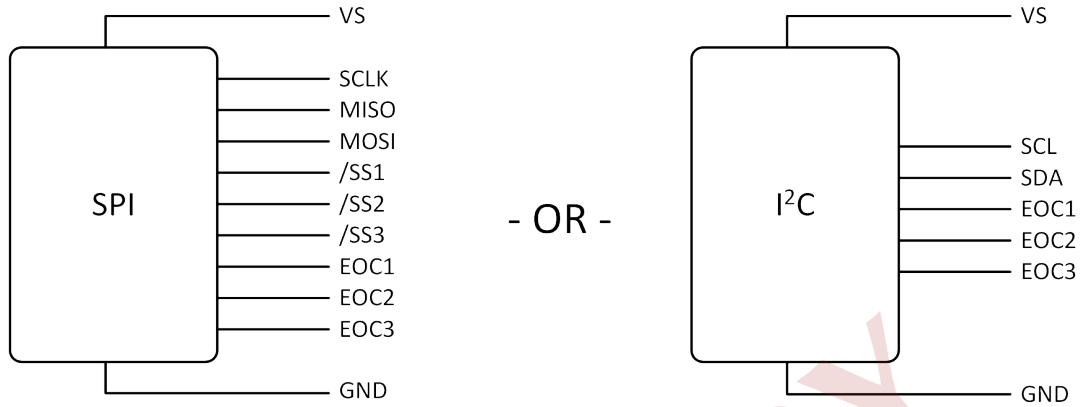 VS
SCLK
MISO
MOSI
/SS1
/SS2
/SS3
EOC1
EOC2
EOC3
GND
SPI
- OR -
VS
SCL
SDA
EOC1
EOC2
EOC3
GND
I²C